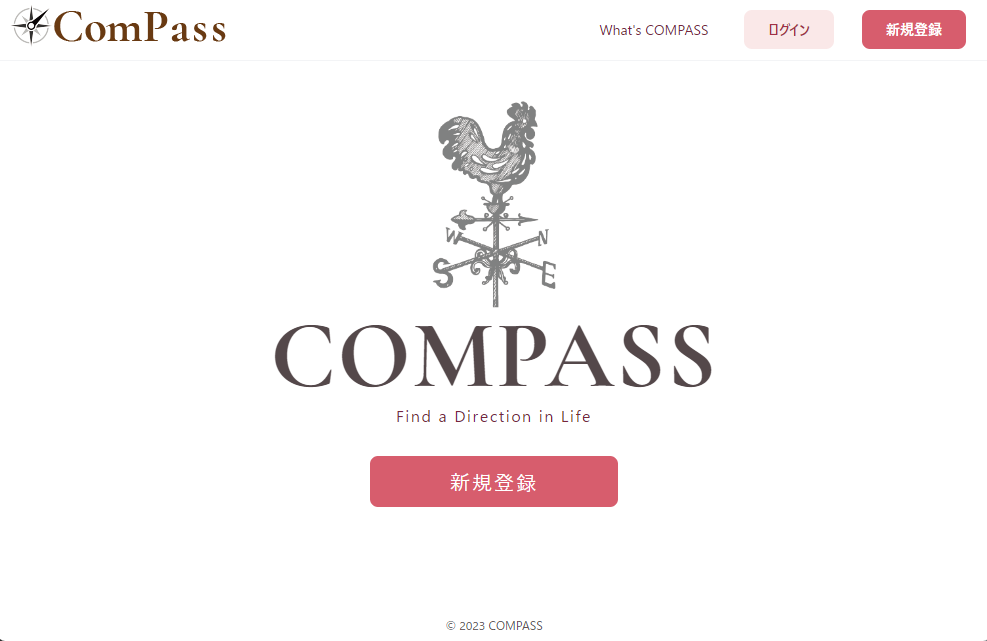 ComPass
What's COMPASS
ログイン
新規登録
W N
S E
COMPASS
Find a Direction in Life
新規登録
© 2023 COMPASS